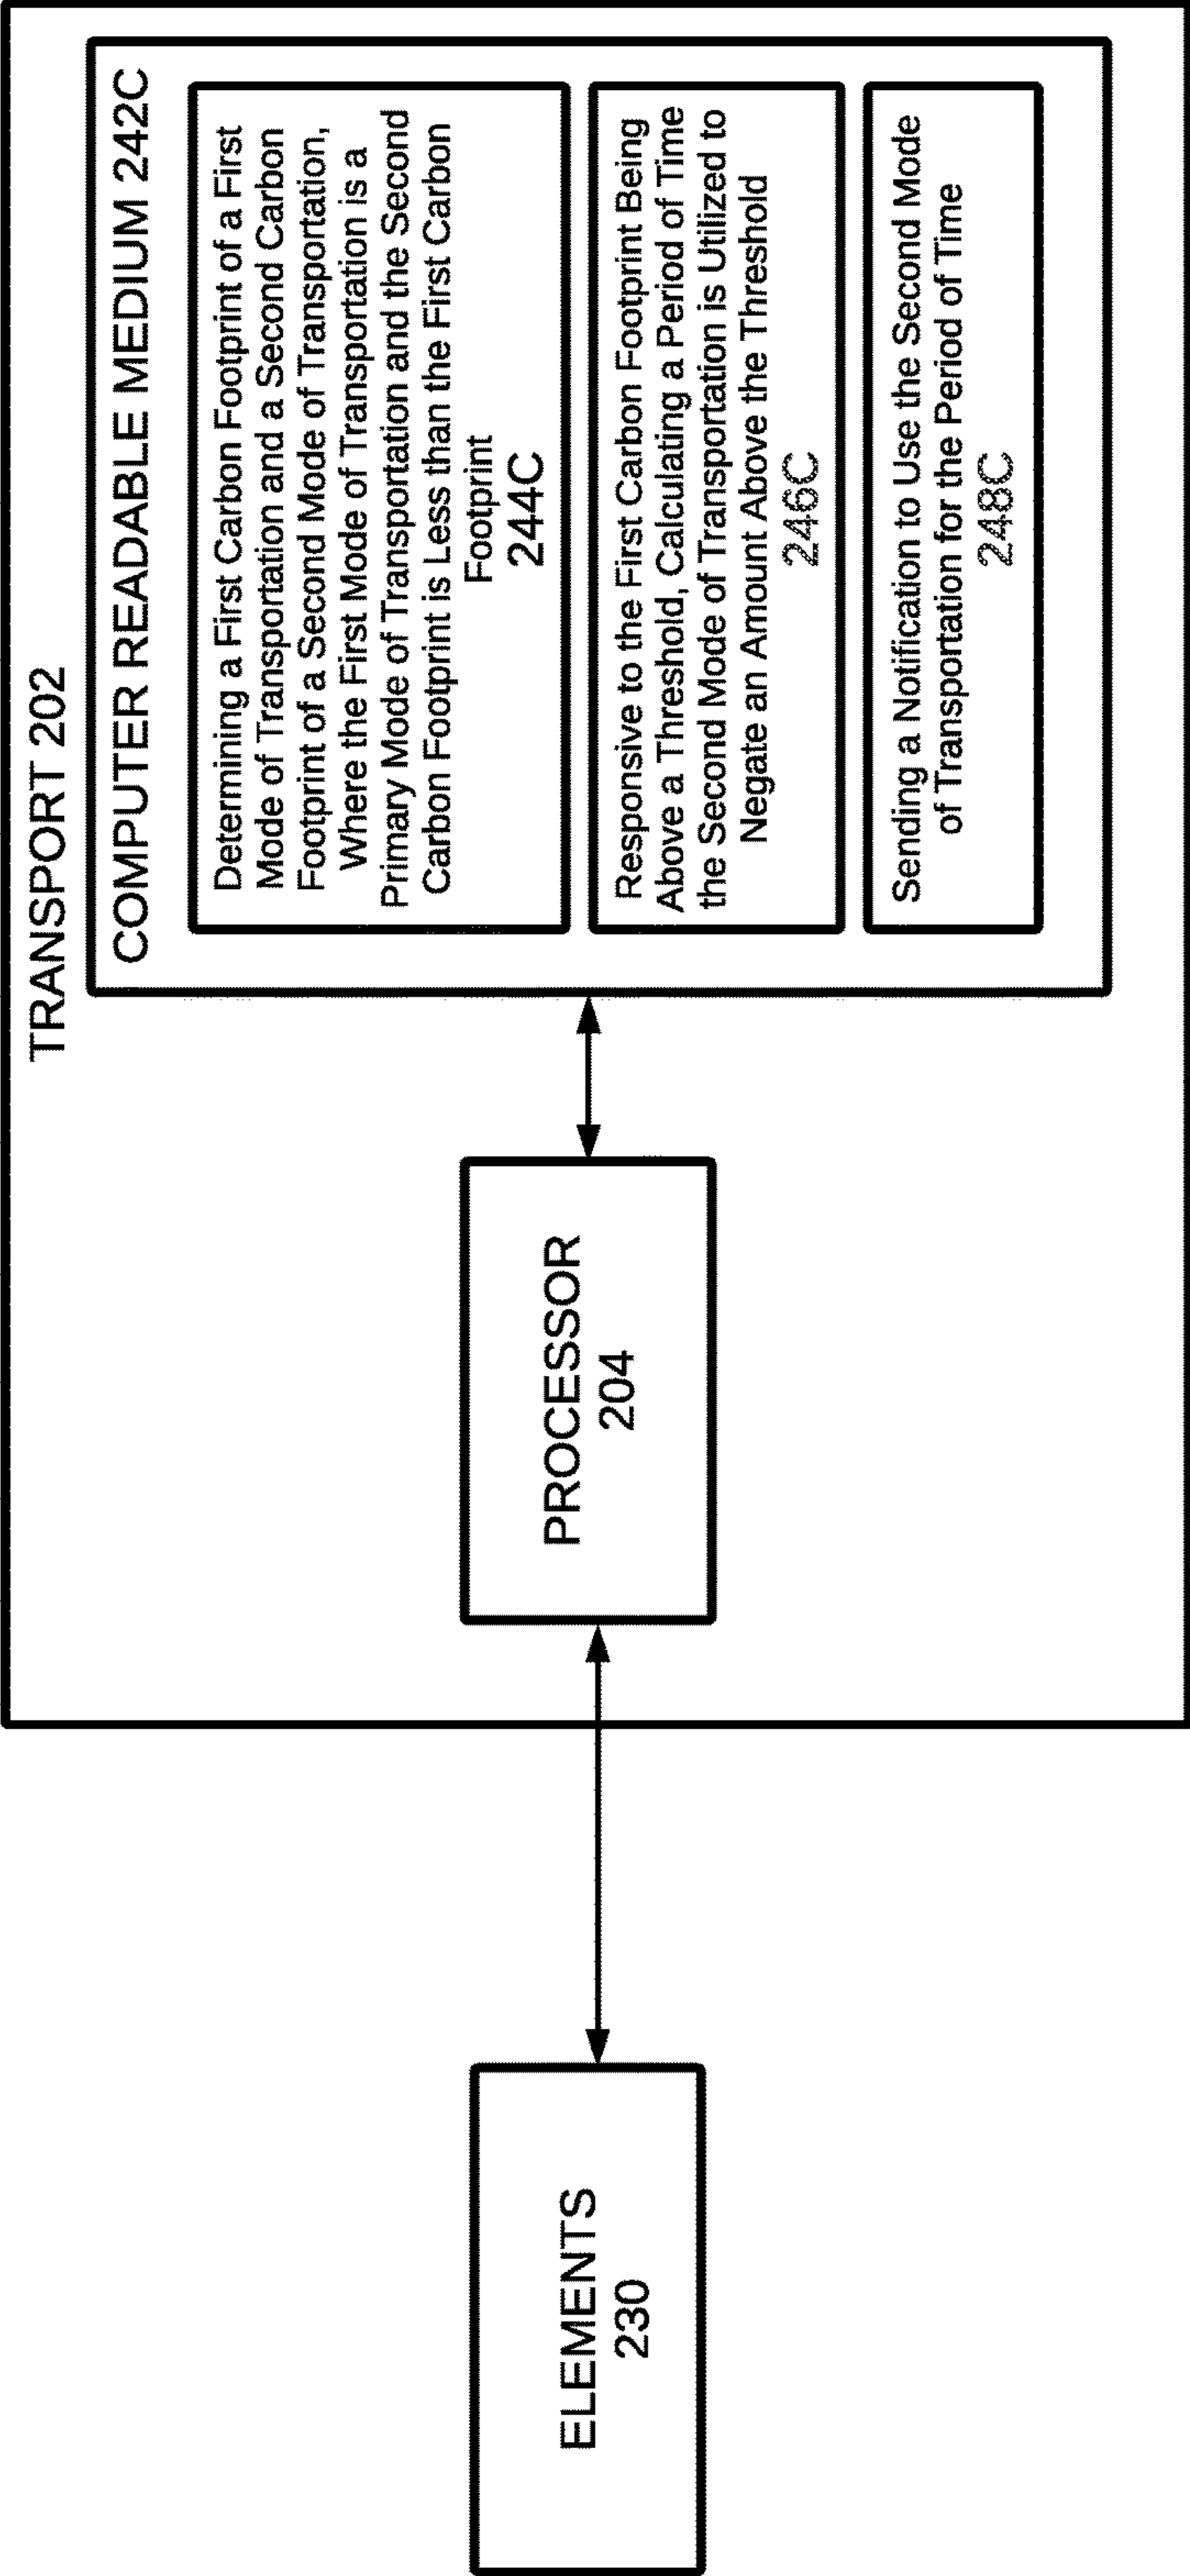 TRANSPORT 202
COMPUTER READABLE MEDIUM 242C
Determining a First Carbon Footprint of a First
Mode of Transportation and a Second Carbon
Footprint of a Second Mode of Transportation,
Where the First Mode of Transportation is a
Primary Mode of Transportation and the Second
Carbon Footprint is Less than the First Carbon
Footprint
244C
Responsive to the First Carbon Footprint Being
Above a Threshold, Calculating a Period of Time
the Second Mode of Transportation is Utilized to
Negate an Amount Above the Threshold
246C
Sending a Notification to Use the Second Mode
of Transportation for the Period of Time
248C
PROCESSOR
204
ELEMENTS
230